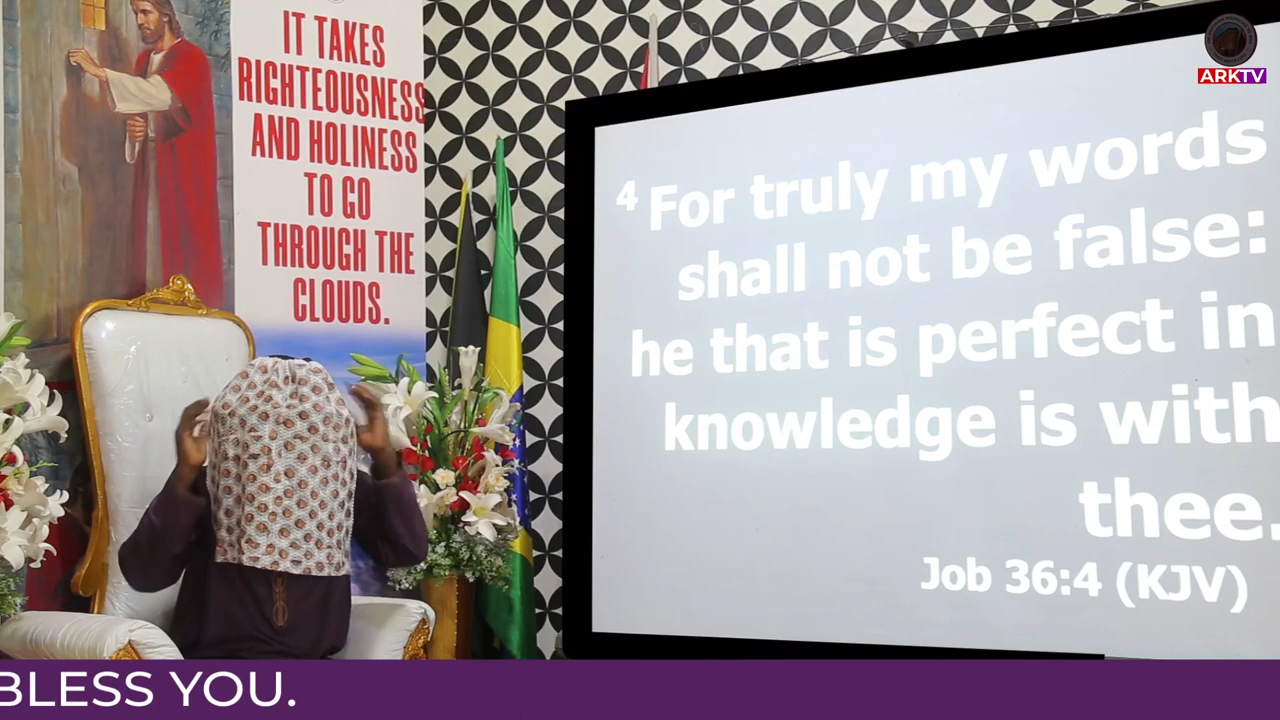 IT TAKES
RIGHTEOUSNESS
AND HOLINESS
TO GO
THROUGH THE
CLOUDS.
ARKTV
4 For truly my words
shall not be false:
he that is perfect in
knowledge is with
thee.
Job 36:4 (KJV)
BLESS YOU.